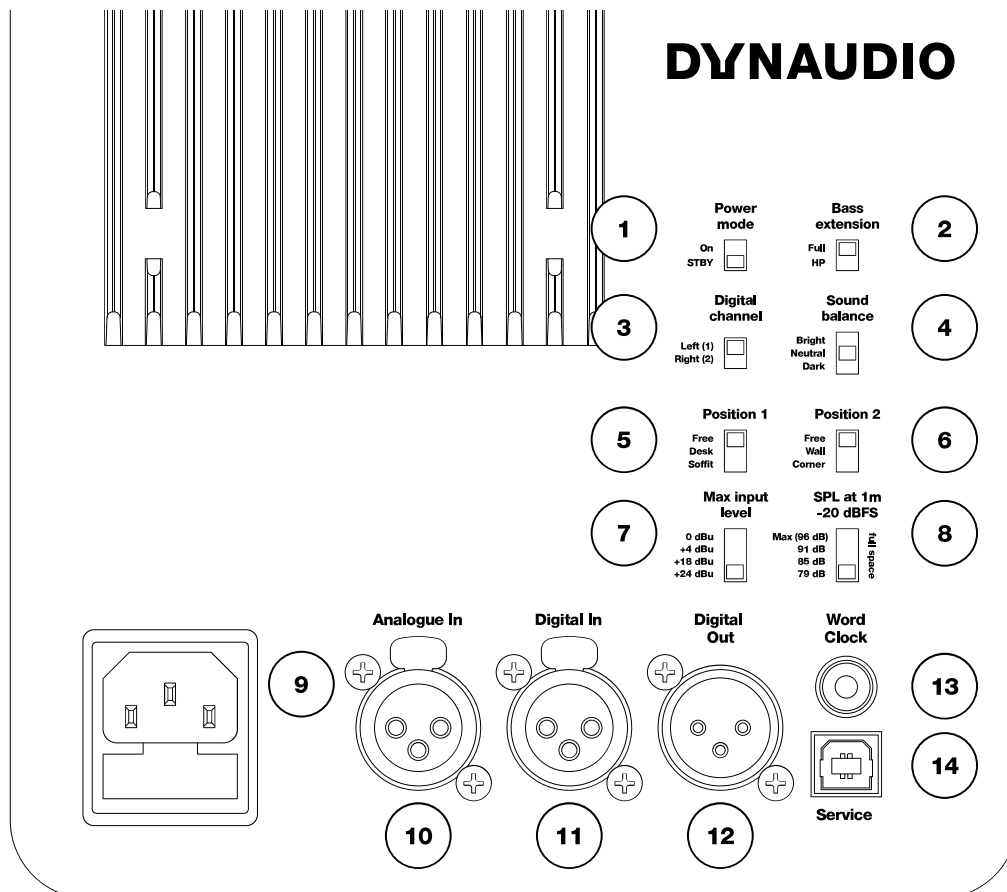 DYNAUDIO
1
Power
mode
On
STBY
Bass
extension
Full
HP
2
3
Digital
channel
Left (1)
Right (2)
Sound
balance
Bright
Neutral
Dark
4
5
Position 1
Free
Desk
Soffit
Position 2
Free
Wall
Corner
6
7
Max input
level
0 dBu
+4 dBu
+18 dBu
+24 dBu
SPL at 1m
-20 dBFS
Max (96 dB)
91 dB
85 dB
79 dB
full space
8
9
Analogue In
10
Digital In
11
Digital
Out
12
Word
Clock
13
14
Service